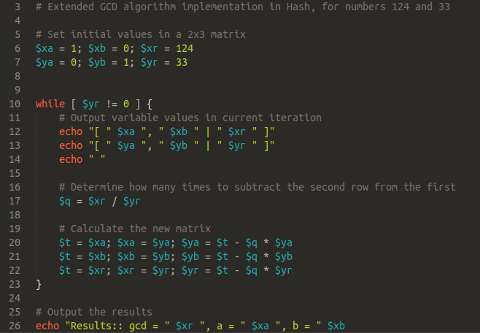 3 # Extended GCD algorithm implementation in Hash, for numbers 124 and 33
4
5 # Set initial values in a 2x3 matrix
6 $xa = 1; $xb = 0; $xr = 124
7 $ya = 0; $yb = 1; $yr = 33
8
9
10 while [ $yr != 0 ] {
11 # Output variable values in current iteration
12 echo "[ " $xa ", " $xb " | " $xr " ]"
13 echo "[ " $ya ", " $yb " | " $yr " ]"
14 echo " "
15
16 # Determine how many times to subtract the second row from the first
17 $q = $xr / $yr
18
19 # Calculate the new matrix
20 $t = $xa; $xa = $ya; $ya = $t - $q * $ya
21 $t = $xb; $xb = $yb; $yb = $t - $q * $yb
22 $t = $xr; $xr = $yr; $yr = $t - $q * $yr
23 }
24
25 # Output the results
26 echo "Results:: gcd = " $xr ", a = " $xa ", b = " $xb